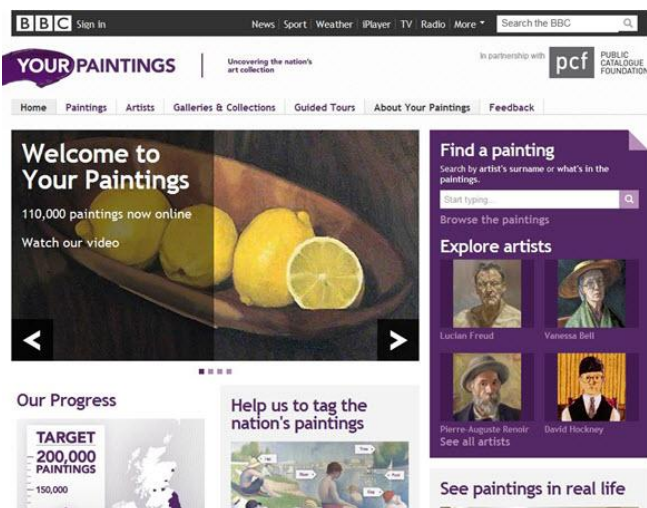 BBC Sign in News Sport Weather iPlayer TV Radio More Search the BBC
YOUR PAINTINGS
Uncovering the nation's
art collection
In partnership with
pcf
PUBLIC
CATALOGUE
FOUNDATION
Home Paintings Artists Galleries & Collections Guided Tours About Your Paintings Feedback
Welcome to
Your Paintings
110,000 paintings now online
Watch our video
Find a painting
Search by artist's surname or what's in the
paintings.
Start typing...
Browse the paintings
Explore artists
Lucian Freud Vanessa Bell
Pierre-Auguste Renoir David Hockney
See all artists
Our Progress
TARGET
200,000
PAINTINGS
150,000
Help us to tag the
nation's paintings
See paintings in real life